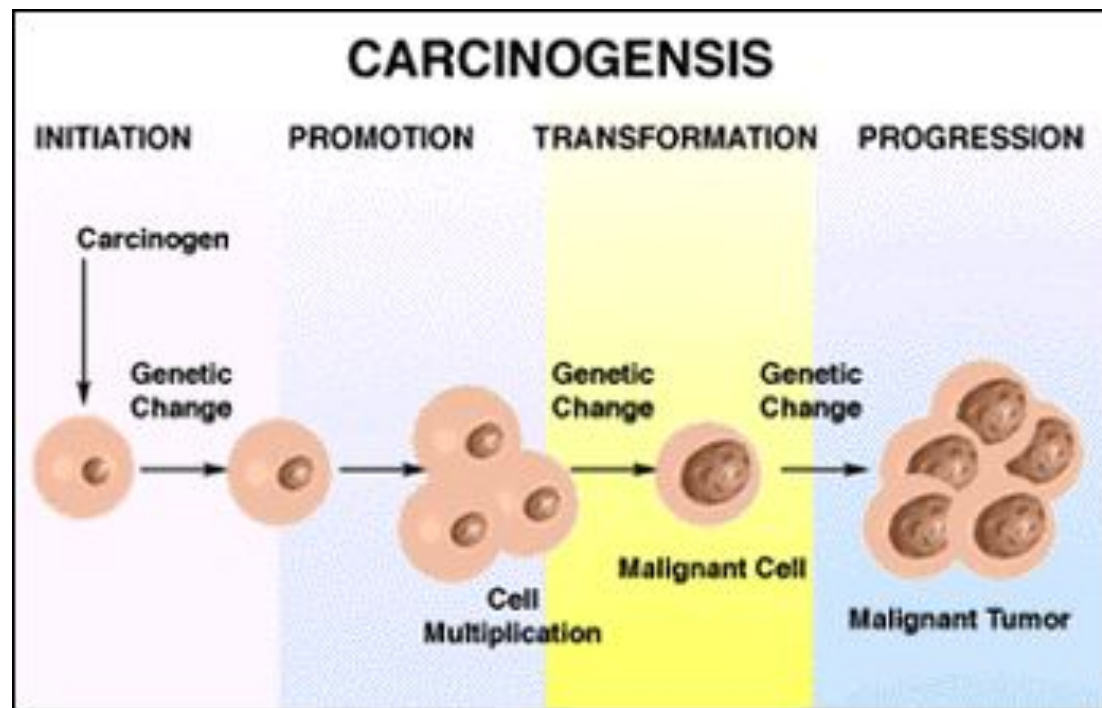 CARCINOGENSIS
INITIATION
PROMOTION
TRANSFORMATION
PROGRESSION
Carcinogen
Genetic
Change
Cell
Multiplication
Genetic
Change
Malignant Cell
Genetic
Change
Malignant Tumor